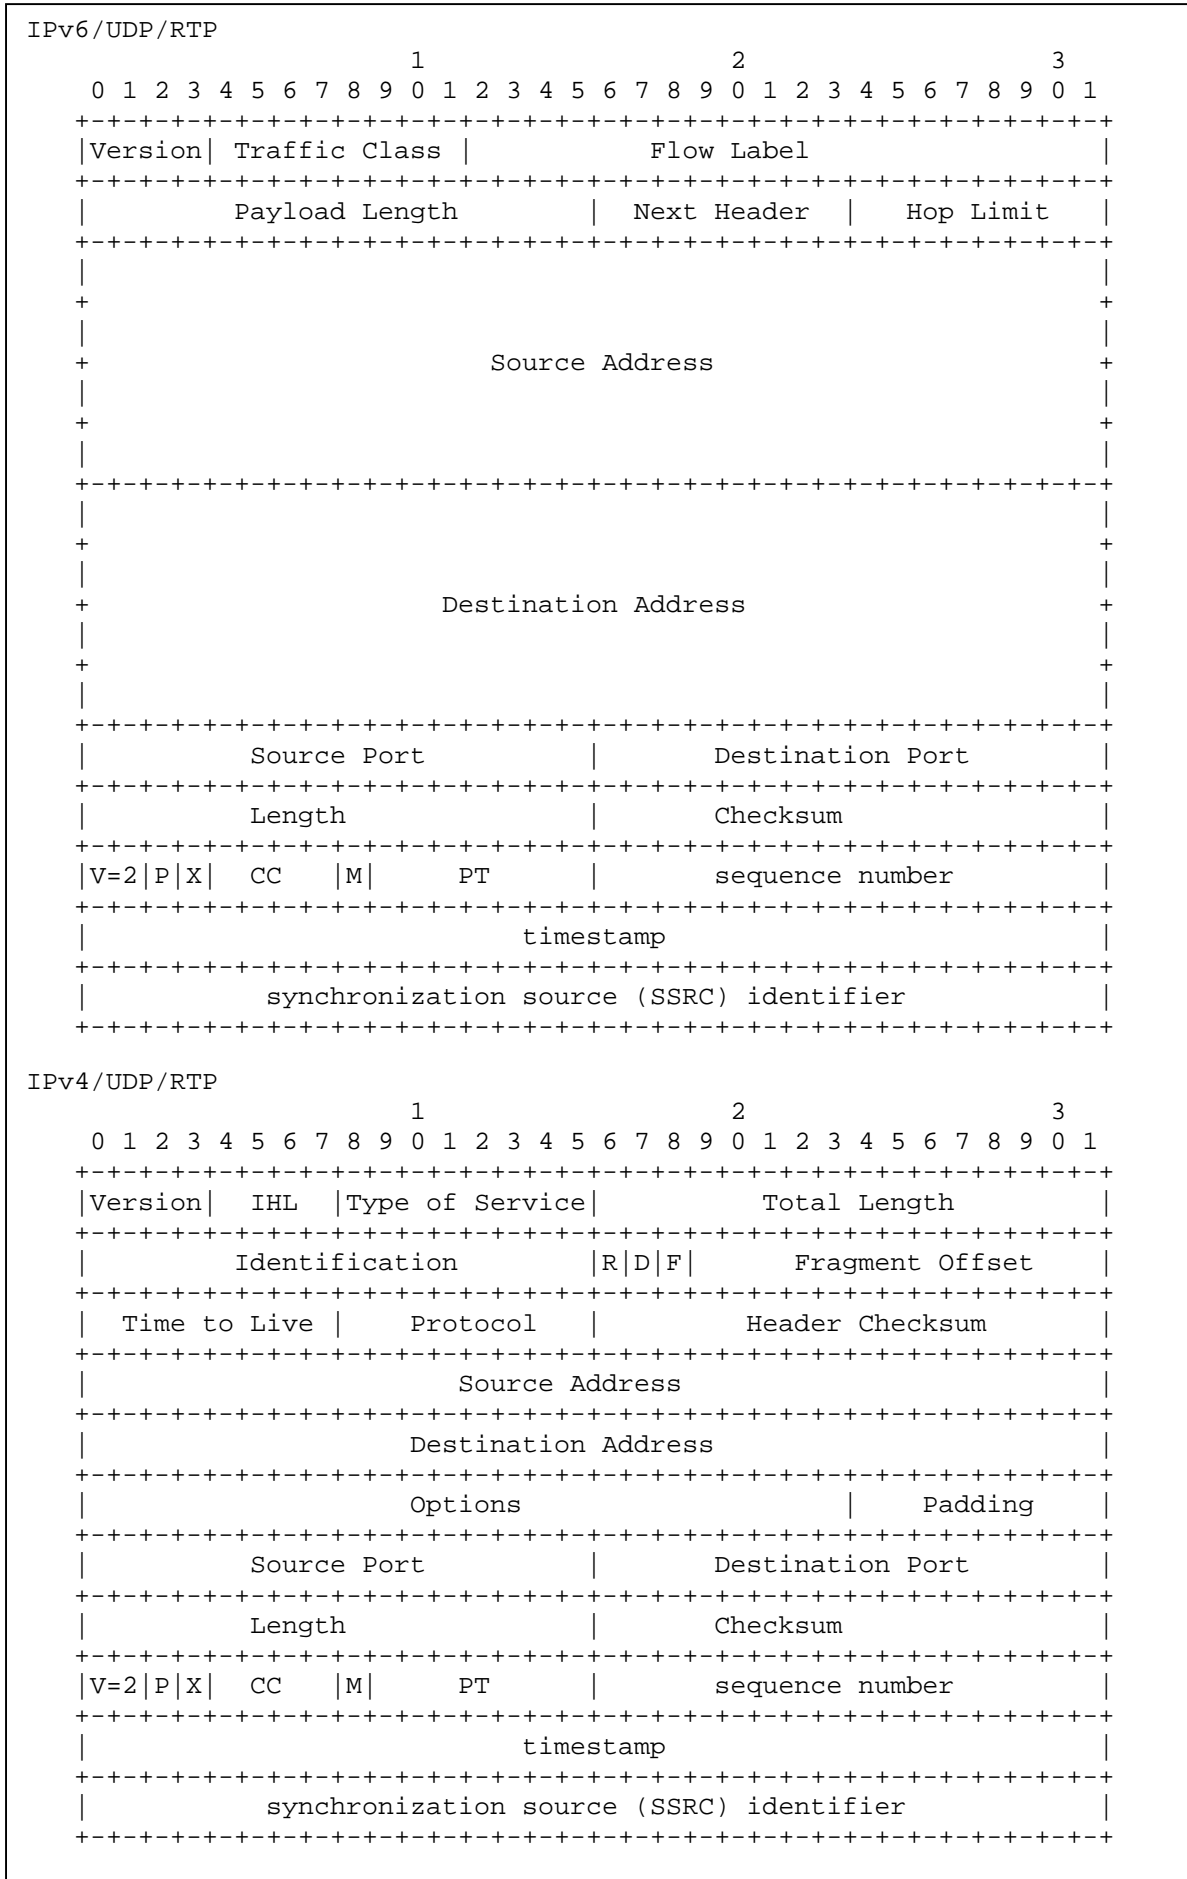 IPv6/UDP/RTP
                        1                   2                   3
    0 1 2 3 4 5 6 7 8 9 0 1 2 3 4 5 6 7 8 9 0 1 2 3 4 5 6 7 8 9 0 1
   +-+-+-+-+-+-+-+-+-+-+-+-+-+-+-+-+-+-+-+-+-+-+-+-+-+-+-+-+-+-+-+-+
   |Version| Traffic Class |           Flow Label                  |
   +-+-+-+-+-+-+-+-+-+-+-+-+-+-+-+-+-+-+-+-+-+-+-+-+-+-+-+-+-+-+-+-+
   |         Payload Length        |  Next Header  |   Hop Limit   |
   +-+-+-+-+-+-+-+-+-+-+-+-+-+-+-+-+-+-+-+-+-+-+-+-+-+-+-+-+-+-+-+-+
   |                                                               |
   +                                                               +
   |                                                               |
   +                         Source Address                        +
   |                                                               |
   +                                                               +
   |                                                               |
   +-+-+-+-+-+-+-+-+-+-+-+-+-+-+-+-+-+-+-+-+-+-+-+-+-+-+-+-+-+-+-+-+
   |                                                               |
   +                                                               +
   |                                                               |
   +                      Destination Address                      +
   |                                                               |
   +                                                               +
   |                                                               |
   +-+-+-+-+-+-+-+-+-+-+-+-+-+-+-+-+-+-+-+-+-+-+-+-+-+-+-+-+-+-+-+-+
   |          Source Port          |       Destination Port        |
   +-+-+-+-+-+-+-+-+-+-+-+-+-+-+-+-+-+-+-+-+-+-+-+-+-+-+-+-+-+-+-+-+
   |          Length               |       Checksum                |
   +-+-+-+-+-+-+-+-+-+-+-+-+-+-+-+-+-+-+-+-+-+-+-+-+-+-+-+-+-+-+-+-+
   |V=2|P|X|  CC   |M|     PT      |       sequence number         |
   +-+-+-+-+-+-+-+-+-+-+-+-+-+-+-+-+-+-+-+-+-+-+-+-+-+-+-+-+-+-+-+-+
   |                           timestamp                           |
   +-+-+-+-+-+-+-+-+-+-+-+-+-+-+-+-+-+-+-+-+-+-+-+-+-+-+-+-+-+-+-+-+
   |           synchronization source (SSRC) identifier            |
   +-+-+-+-+-+-+-+-+-+-+-+-+-+-+-+-+-+-+-+-+-+-+-+-+-+-+-+-+-+-+-+-+

IPv4/UDP/RTP
                        1                   2                   3
    0 1 2 3 4 5 6 7 8 9 0 1 2 3 4 5 6 7 8 9 0 1 2 3 4 5 6 7 8 9 0 1
   +-+-+-+-+-+-+-+-+-+-+-+-+-+-+-+-+-+-+-+-+-+-+-+-+-+-+-+-+-+-+-+-+
   |Version|  IHL  |Type of Service|          Total Length         |
   +-+-+-+-+-+-+-+-+-+-+-+-+-+-+-+-+-+-+-+-+-+-+-+-+-+-+-+-+-+-+-+-+
   |         Identification        |R|D|F|      Fragment Offset    |
   +-+-+-+-+-+-+-+-+-+-+-+-+-+-+-+-+-+-+-+-+-+-+-+-+-+-+-+-+-+-+-+-+
   |  Time to Live |    Protocol   |         Header Checksum       |
   +-+-+-+-+-+-+-+-+-+-+-+-+-+-+-+-+-+-+-+-+-+-+-+-+-+-+-+-+-+-+-+-+
   |                       Source Address                          |
   +-+-+-+-+-+-+-+-+-+-+-+-+-+-+-+-+-+-+-+-+-+-+-+-+-+-+-+-+-+-+-+-+
   |                    Destination Address                        |
   +-+-+-+-+-+-+-+-+-+-+-+-+-+-+-+-+-+-+-+-+-+-+-+-+-+-+-+-+-+-+-+-+
   |                    Options                    |    Padding    |
   +-+-+-+-+-+-+-+-+-+-+-+-+-+-+-+-+-+-+-+-+-+-+-+-+-+-+-+-+-+-+-+-+
   |          Source Port          |       Destination Port        |
   +-+-+-+-+-+-+-+-+-+-+-+-+-+-+-+-+-+-+-+-+-+-+-+-+-+-+-+-+-+-+-+-+
   |          Length               |       Checksum                |
   +-+-+-+-+-+-+-+-+-+-+-+-+-+-+-+-+-+-+-+-+-+-+-+-+-+-+-+-+-+-+-+-+
   |V=2|P|X|  CC   |M|     PT      |       sequence number         |
   +-+-+-+-+-+-+-+-+-+-+-+-+-+-+-+-+-+-+-+-+-+-+-+-+-+-+-+-+-+-+-+-+
   |                           timestamp                           |
   +-+-+-+-+-+-+-+-+-+-+-+-+-+-+-+-+-+-+-+-+-+-+-+-+-+-+-+-+-+-+-+-+
   |           synchronization source (SSRC) identifier            |
   +-+-+-+-+-+-+-+-+-+-+-+-+-+-+-+-+-+-+-+-+-+-+-+-+-+-+-+-+-+-+-+-+